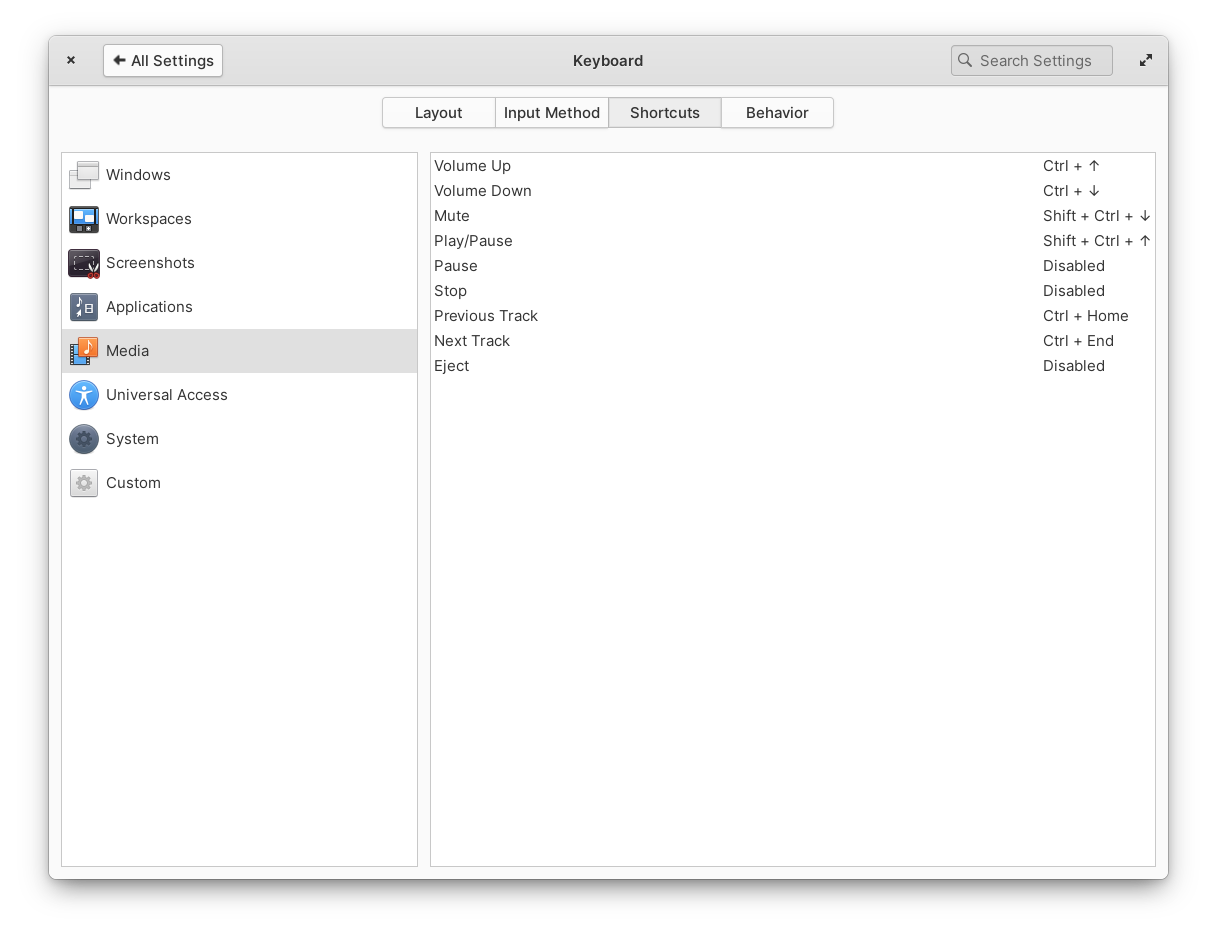 All Settings
Keyboard
Search Settings
Layout
Input Method
Shortcuts
Behavior
Windows
Workspaces
Screenshots
Applications
Media
Universal Access
System
Custom
Volume Up Ctrl + ↑
Volume Down Ctrl + ↓
Mute Shift + Ctrl + ↓
Play/Pause Shift + Ctrl + ↑
Pause Disabled
Stop Disabled
Previous Track Ctrl + Home
Next Track Ctrl + End
Eject Disabled